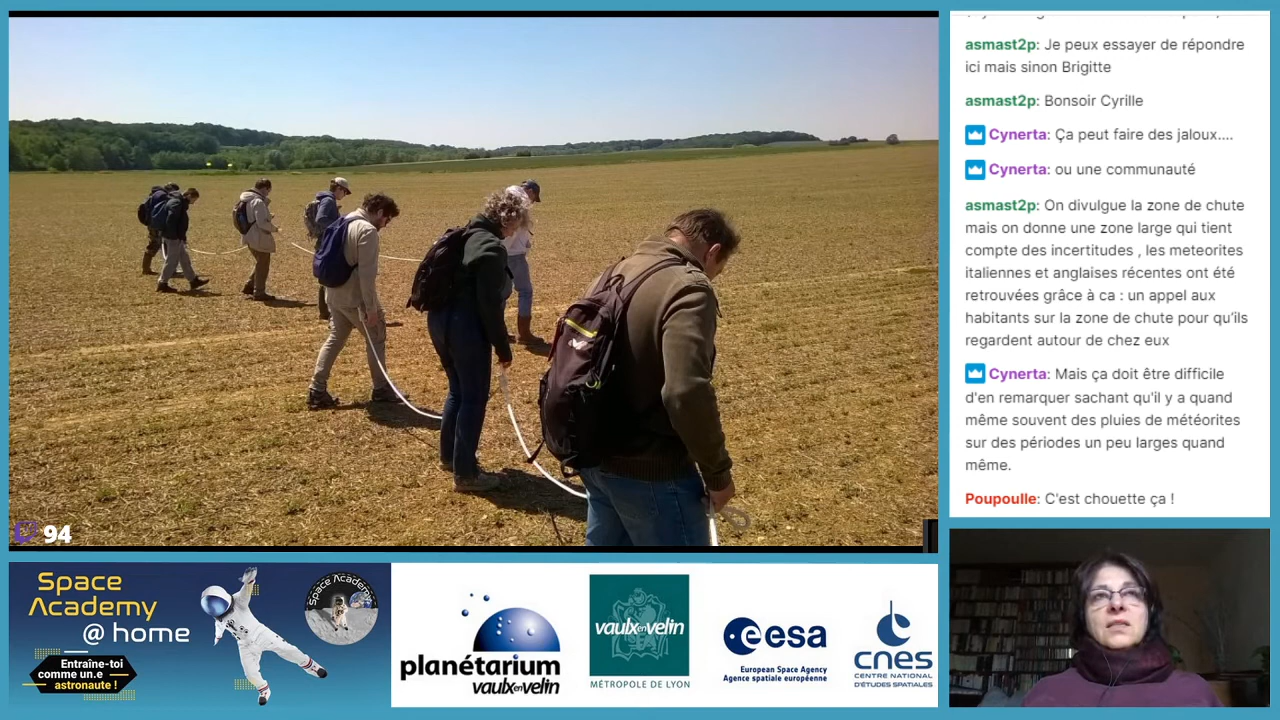 asmast2p: Je peux essayer de répondre
ici mais sinon Brigitte
asmast2p: Bonsoir Cyrille
Cynerta: Ça peut faire des jaloux....
Cynerta: ou une communauté
asmast2p: On divulgue la zone de chute
mais on donne une zone large qui tient
compte des incertitudes , les meteorites
italiennes et anglaises récentes ont été
retrouvées grâce à ca : un appel aux
habitants sur la zone de chute pour qu'ils
regardent autour de chez eux
Cynerta: Mais ça doit être difficile
d'en remarquer sachant qu'il y a quand
même souvent des pluies de météorites
sur des périodes un peu larges quand
même.
Poupoulle: C'est chouette ça !
94
Space
Academy
@ home
Entraîne-toi
comme un.e
astronaute !
Space Academy
planétarium
vaulx en velin
vaulx en velin
MÉTROPOLE DE LYON
esa
European Space Agency
Agence spatiale européenne
cnes
CENTRE NATIONAL
D'ÉTUDES SPATIALES